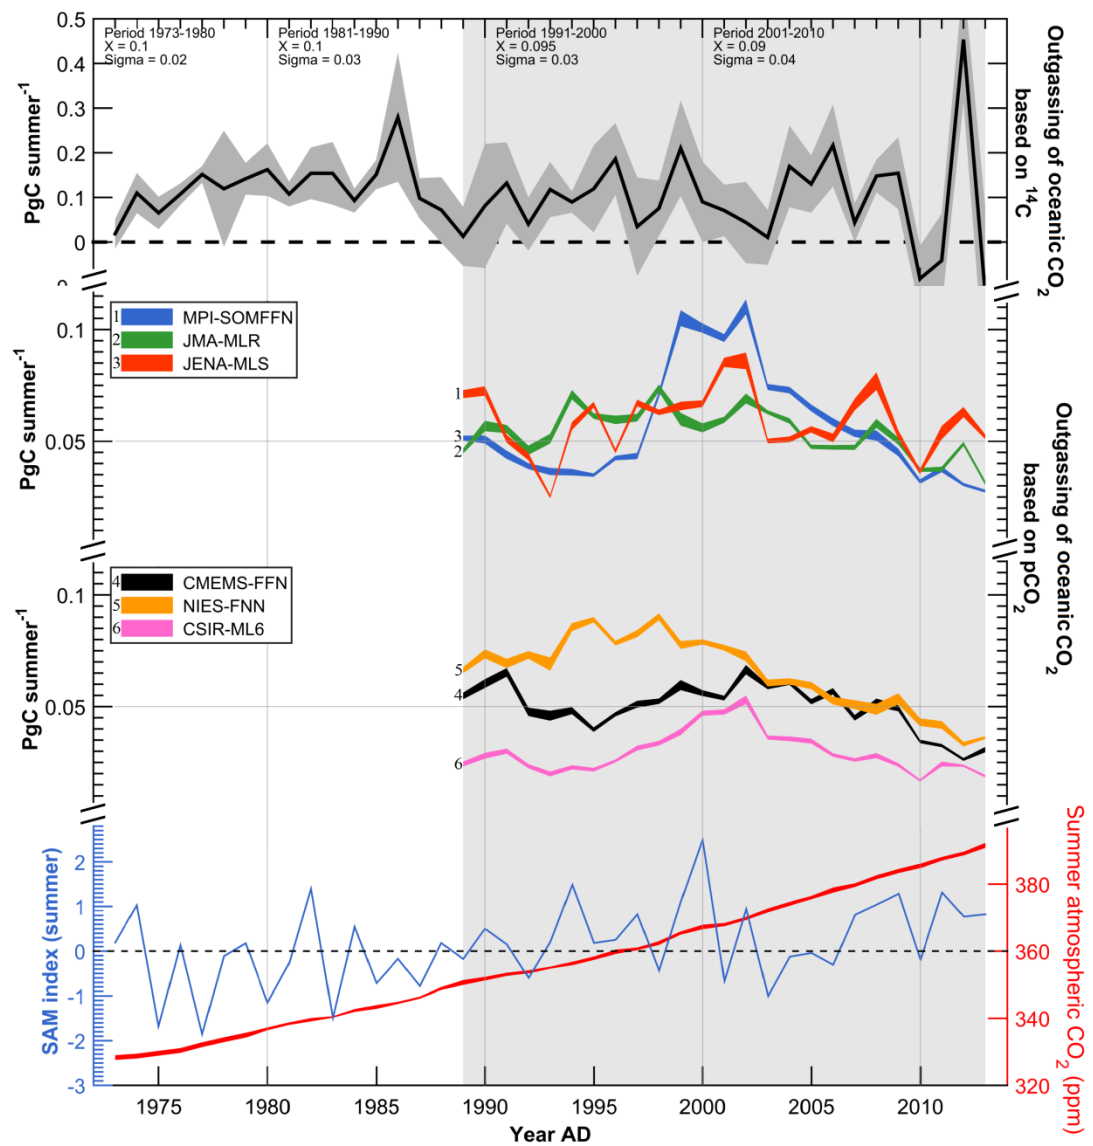 Period 1973-1980
X = 0.1
Sigma = 0.02
Period 1981-1990
X = 0.1
Sigma = 0.03
Period 1991-2000
X = 0.095
Sigma = 0.03
Period 2001-2010
X = 0.09
Sigma = 0.04
0.5
0.4
0.3
0.2
0.1
0
PgC summer⁻¹
Outgassing of oceanic CO₂
based on ¹⁴C
1 MPI-SOMFFN
2 JMA-MLR
3 JENA-MLS
0.1
0.05
PgC summer⁻¹
1
3
2
Outgassing of oceanic CO₂
based on pCO₂
4 CMEMS-FFN
5 NIES-FNN
6 CSIR-ML6
0.1
0.05
PgC summer⁻¹
5
4
6
2
1
0
-1
-2
-3
SAM index (summer)
380
360
340
320
Summer atmospheric CO₂ (ppm)
1975
1980
1985
1990
1995
2000
2005
2010
Year AD